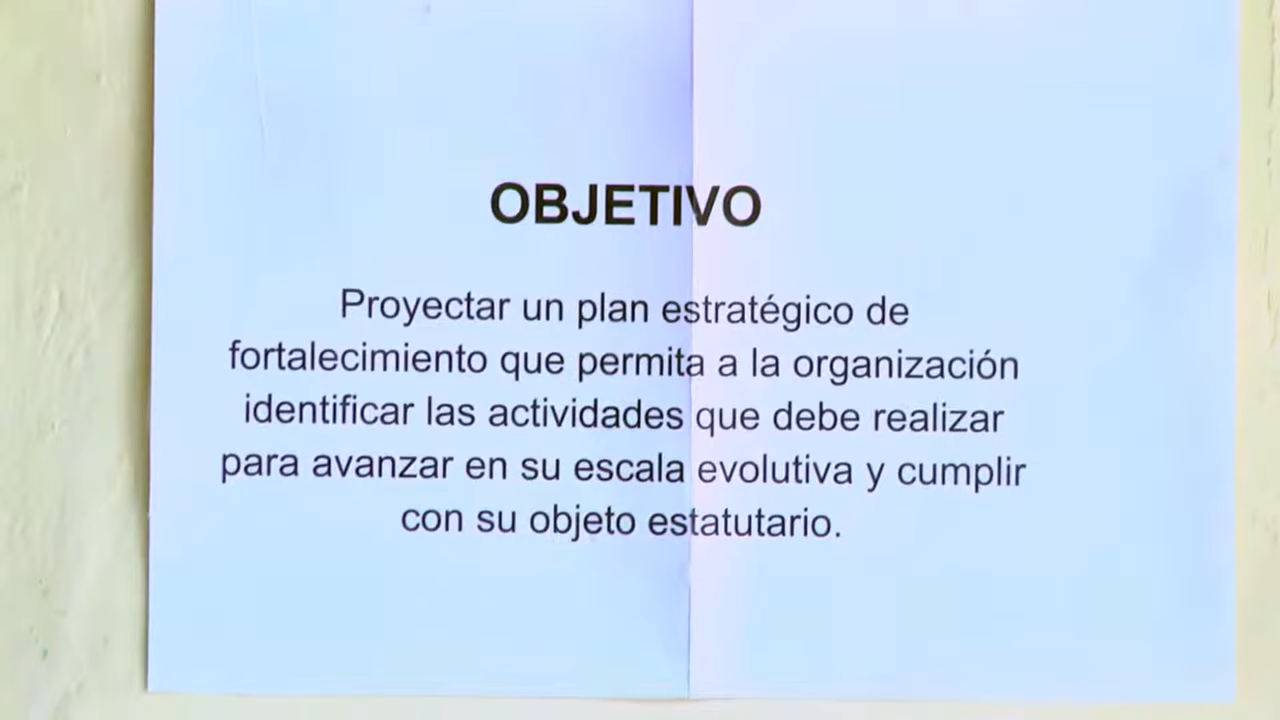 OBJETIVO
Proyectar un plan estratégico de
fortalecimiento que permita a la organización
identificar las actividades que debe realizar
para avanzar en su escala evolutiva y cumplir
con su objeto estatutario.